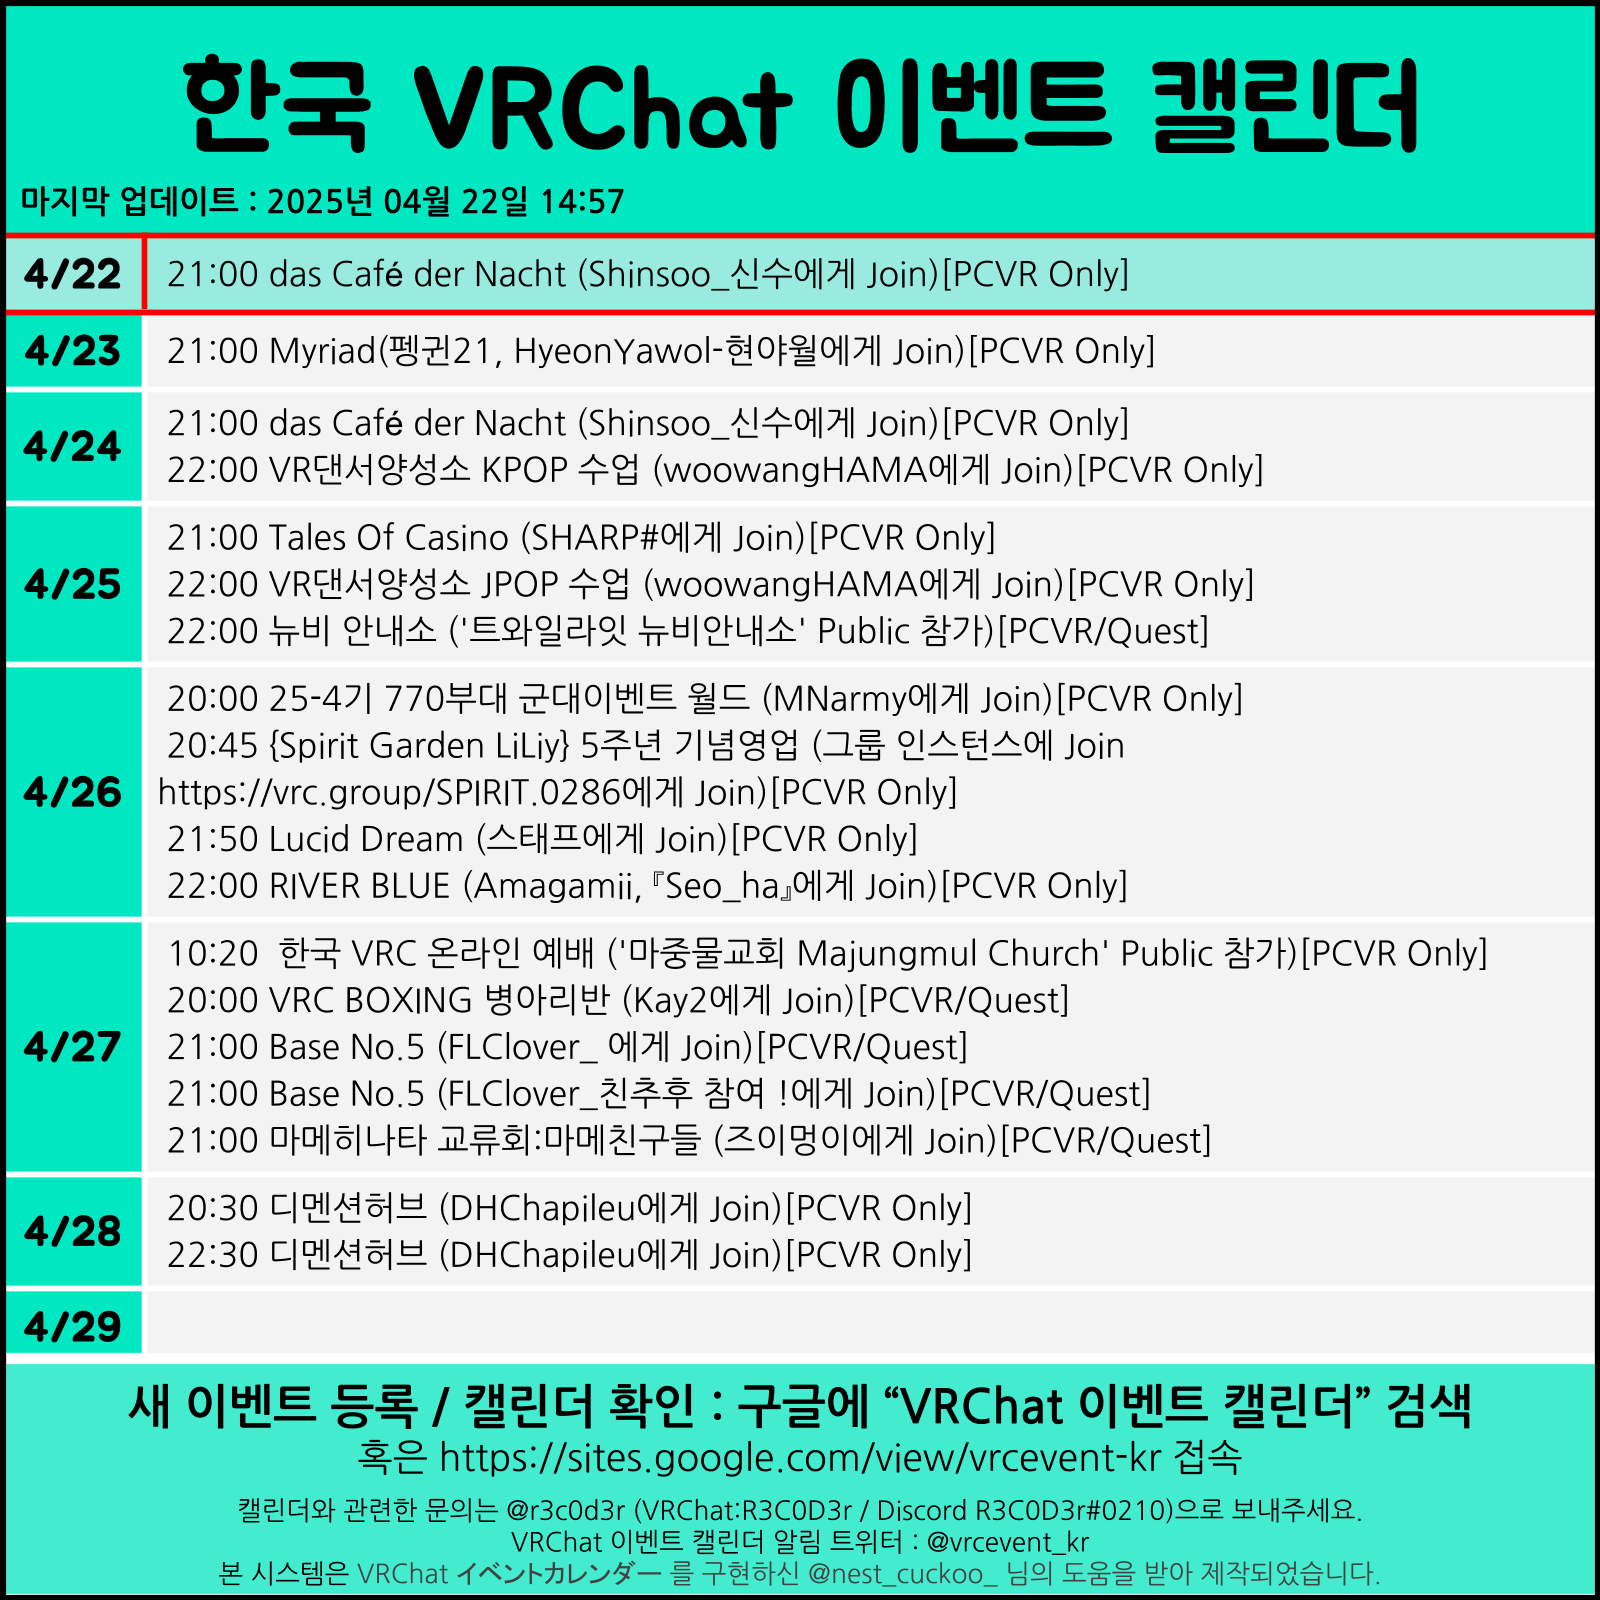 한국 VRChat 이벤트 캘린더
마지막 업데이트 : 2025년 04월 22일 14:57
4/22
21:00 das Café der Nacht (Shinsoo_신수에게 Join)[PCVR Only]
4/23
21:00 Myriad(펭귄21, HyeonYawol-현야월에게 Join)[PCVR Only]
4/24
21:00 das Café der Nacht (Shinsoo_신수에게 Join)[PCVR Only]
22:00 VR댄서양성소 KPOP 수업 (woowangHAMA에게 Join)[PCVR Only]
4/25
21:00 Tales Of Casino (SHARP#에게 Join)[PCVR Only]
22:00 VR댄서양성소 JPOP 수업 (woowangHAMA에게 Join)[PCVR Only]
22:00 뉴비 안내소 ('트와일라잇 뉴비안내소' Public 참가)[PCVR/Quest]
4/26
20:00 25-4기 770부대 군대이벤트 월드 (MNarmy에게 Join)[PCVR Only]
20:45 {Spirit Garden LiLiy} 5주년 기념영업 (그룹 인스턴스에 Join
https://vrc.group/SPIRIT.0286에게 Join)[PCVR Only]
21:50 Lucid Dream (스태프에게 Join)[PCVR Only]
22:00 RIVER BLUE (Amagamii,『Seo_ha』에게 Join)[PCVR Only]
4/27
10:20  한국 VRC 온라인 예배 ('마중물교회 Majungmul Church' Public 참가)[PCVR Only]
20:00 VRC BOXING 병아리반 (Kay2에게 Join)[PCVR/Quest]
21:00 Base No.5 (FLClover_ 에게 Join)[PCVR/Quest]
21:00 Base No.5 (FLClover_친추후 참여 !에게 Join)[PCVR/Quest]
21:00 마메히나타 교류회:마메친구들 (즈이멍이에게 Join)[PCVR/Quest]
4/28
20:30 디멘션허브 (DHChapileu에게 Join)[PCVR Only]
22:30 디멘션허브 (DHChapileu에게 Join)[PCVR Only]
4/29
새 이벤트 등록 / 캘린더 확인 : 구글에 “VRChat 이벤트 캘린더” 검색
혹은 https://sites.google.com/view/vrcevent-kr 접속
캘린더와 관련한 문의는 @r3c0d3r (VRChat:R3C0D3r / Discord R3C0D3r#0210)으로 보내주세요.
VRChat 이벤트 캘린더 알림 트위터 : @vrcevent_kr
본 시스템은 VRChat イベントカレンダー 를 구현하신 @nest_cuckoo_ 님의 도움을 받아 제작되었습니다.